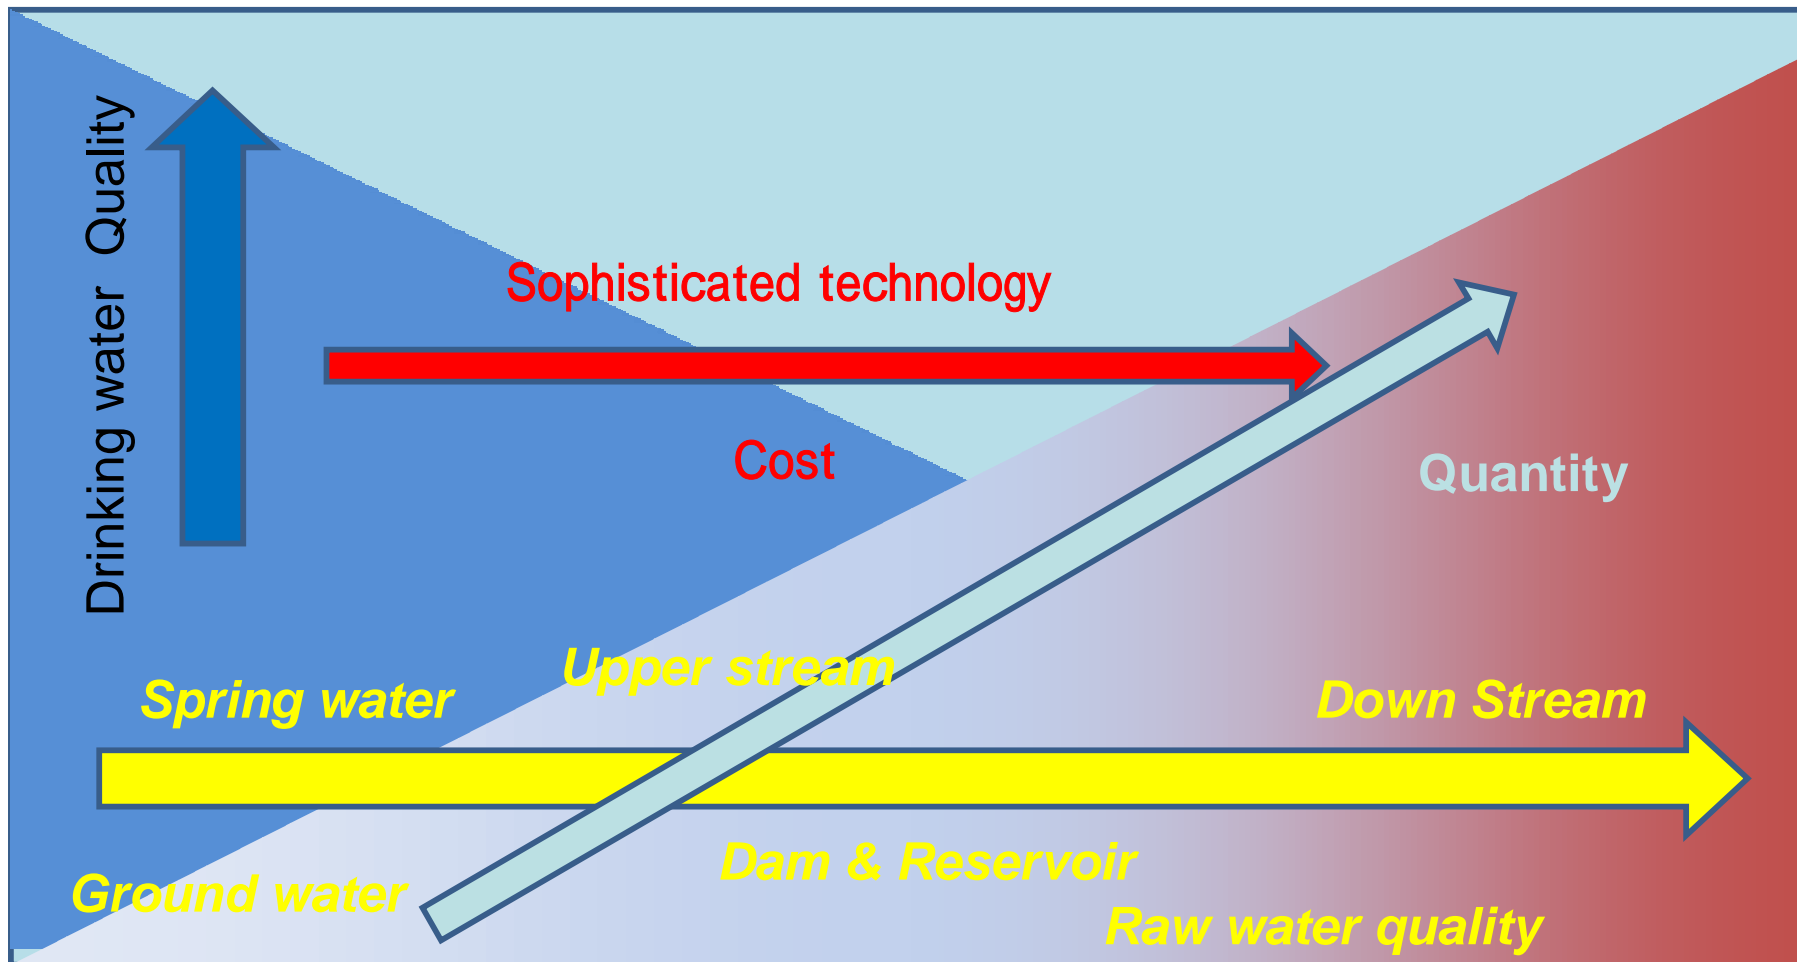 Drinking water Quality
Sophisticated technology
Cost
Quantity
Upper stream
Spring water
Down Stream
Dam & Reservoir
Ground water
Raw water quality